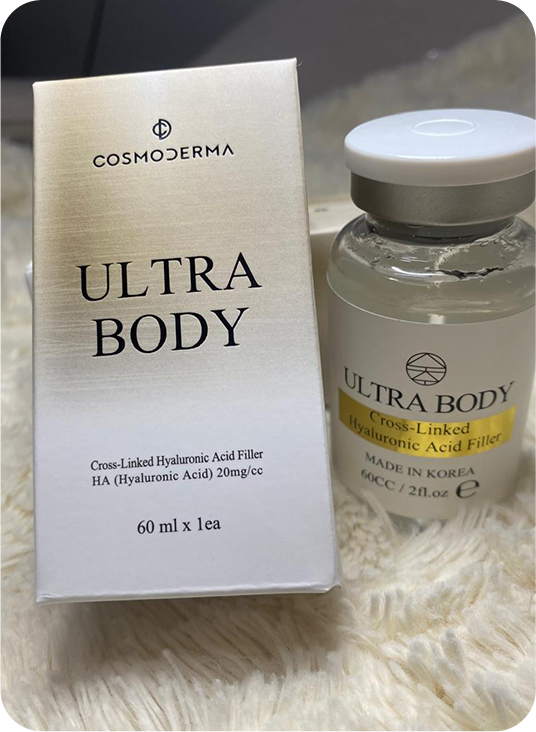 COSMODERMA
ULTRA
BODY
Cross-Linked Hyaluronic Acid Filler
HA (Hyaluronic Acid) 20mg/cc
60 ml x 1ea
ULTRA BODY
Cross-Linked
Hyaluronic Acid Filler
MADE IN KOREA
60CC / 2fl.oz ℮